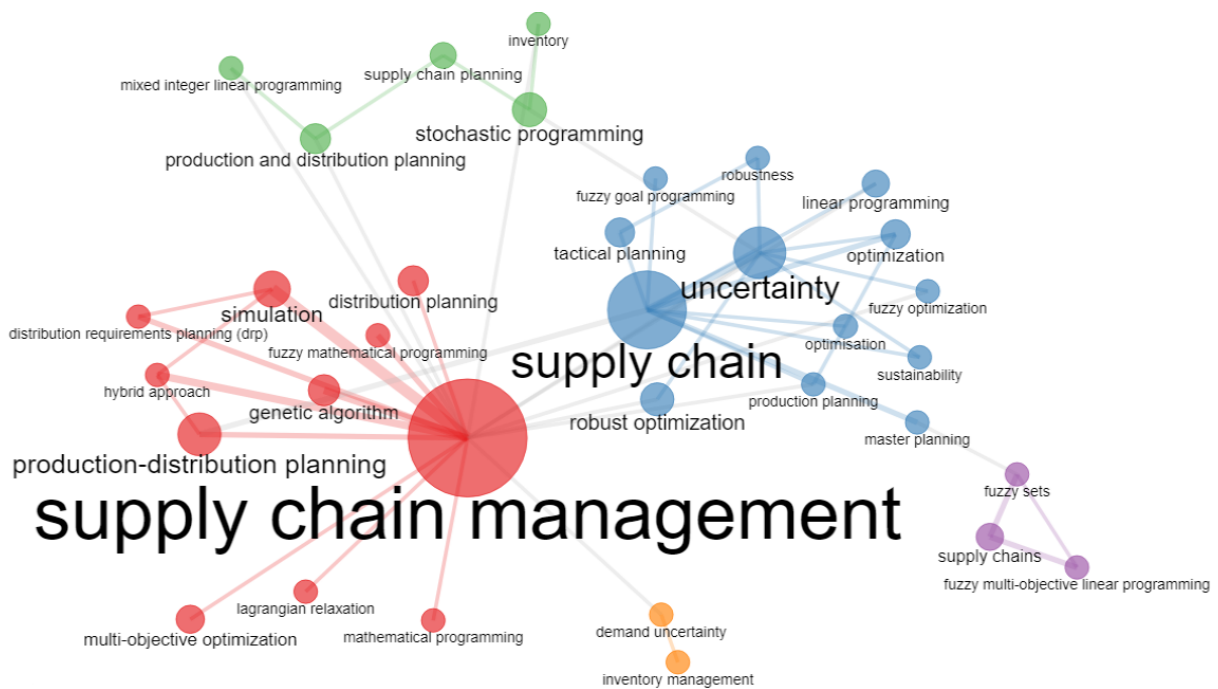 inventory
supply chain planning
mixed integer linear programming
stochastic programming
production and distribution planning
robustness
fuzzy goal programming
linear programming
tactical planning
optimization
uncertainty
distribution planning
simulation
fuzzy optimization
distribution requirements planning (drp)
fuzzy mathematical programming
optimisation
supply chain
sustainability
hybrid approach
genetic algorithm
production planning
robust optimization
master planning
production-distribution planning
fuzzy sets
supply chain management
supply chains
fuzzy multi-objective linear programming
lagrangian relaxation
demand uncertainty
multi-objective optimization
mathematical programming
inventory management